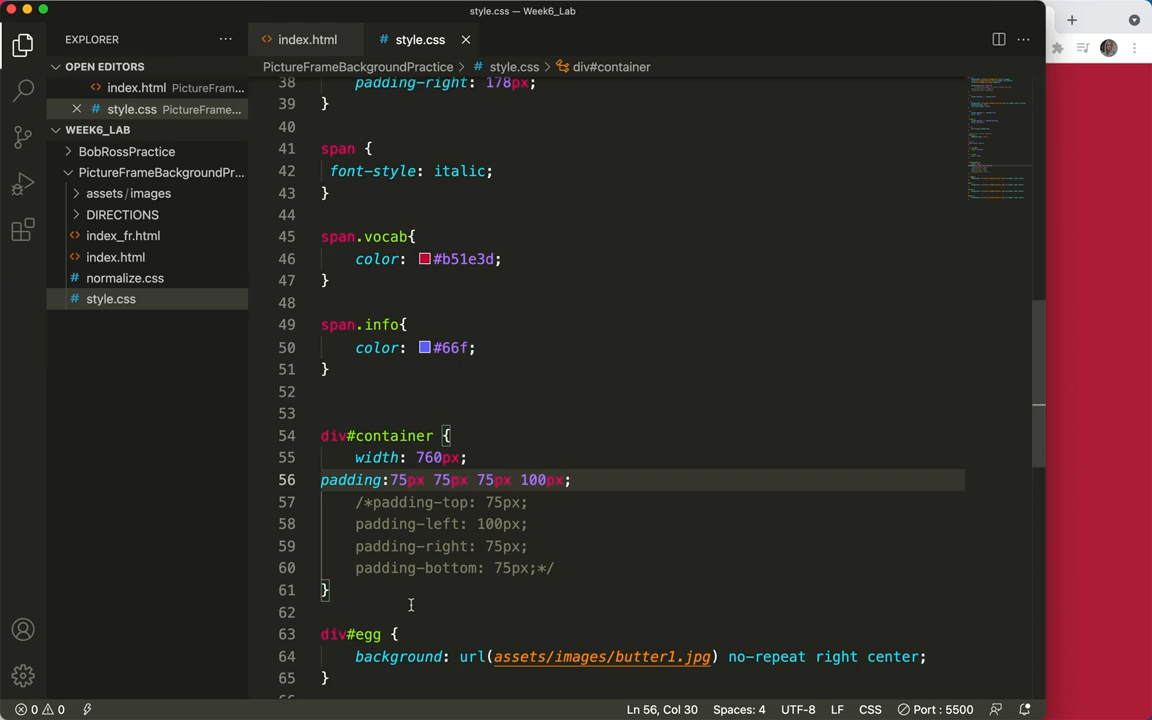 style.css — Week6_Lab
EXPLORER
index.html
style.css
OPEN EDITORS
PictureFrameBackgroundPractice > style.css > div#container
index.html PictureFram...
style.css PictureFrame...
WEEK6_LAB
BobRossPractice
PictureFrameBackgroundPr...
assets/images
DIRECTIONS
index_fr.html
index.html
normalize.css
style.css
38 padding-right: 178px;
39 }
40
41 span {
42 font-style: italic;
43 }
44
45 span.vocab{
46 color: #b51e3d;
47 }
48
49 span.info{
50 color: #66f;
51 }
52
53
54 div#container {
55 width: 760px;
56 padding:75px 75px 75px 100px;
57 /*padding-top: 75px;
58 padding-left: 100px;
59 padding-right: 75px;
60 padding-bottom: 75px;*/
61 }
62
63 div#egg {
64 background: url(assets/images/butter1.jpg) no-repeat right center;
65 }
0 0 Ln 56, Col 30 Spaces: 4 UTF-8 LF CSS Port : 5500